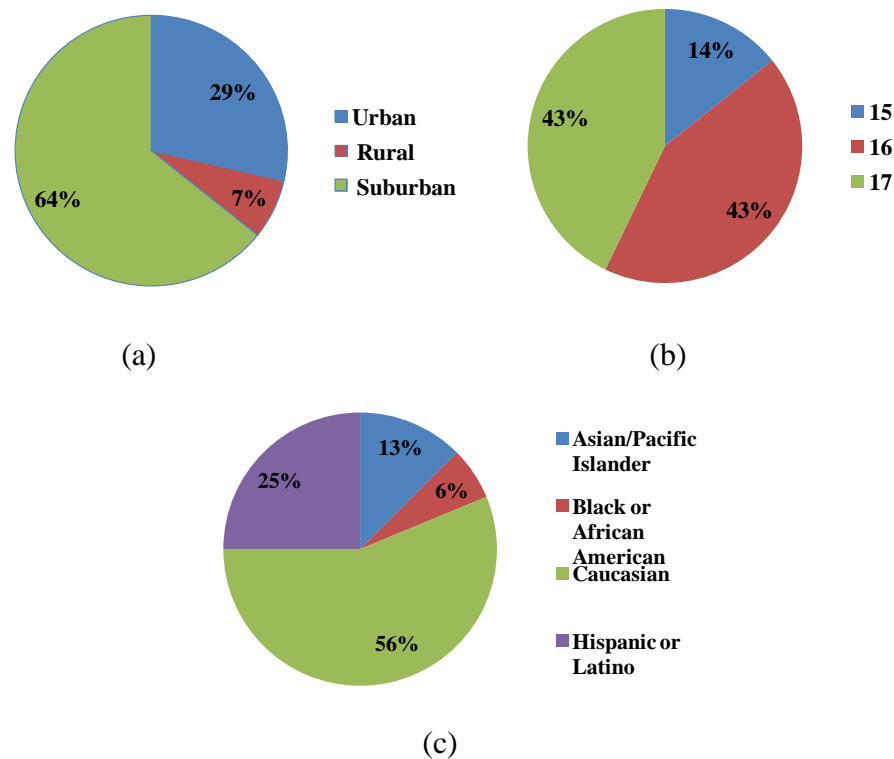 29%
7%
64%
Urban
Rural
Suburban
(a)
14%
43%
43%
15
16
17
(b)
13%
6%
56%
25%
Asian/Pacific
Islander
Black or
African
American
Caucasian
Hispanic or
Latino
(c)